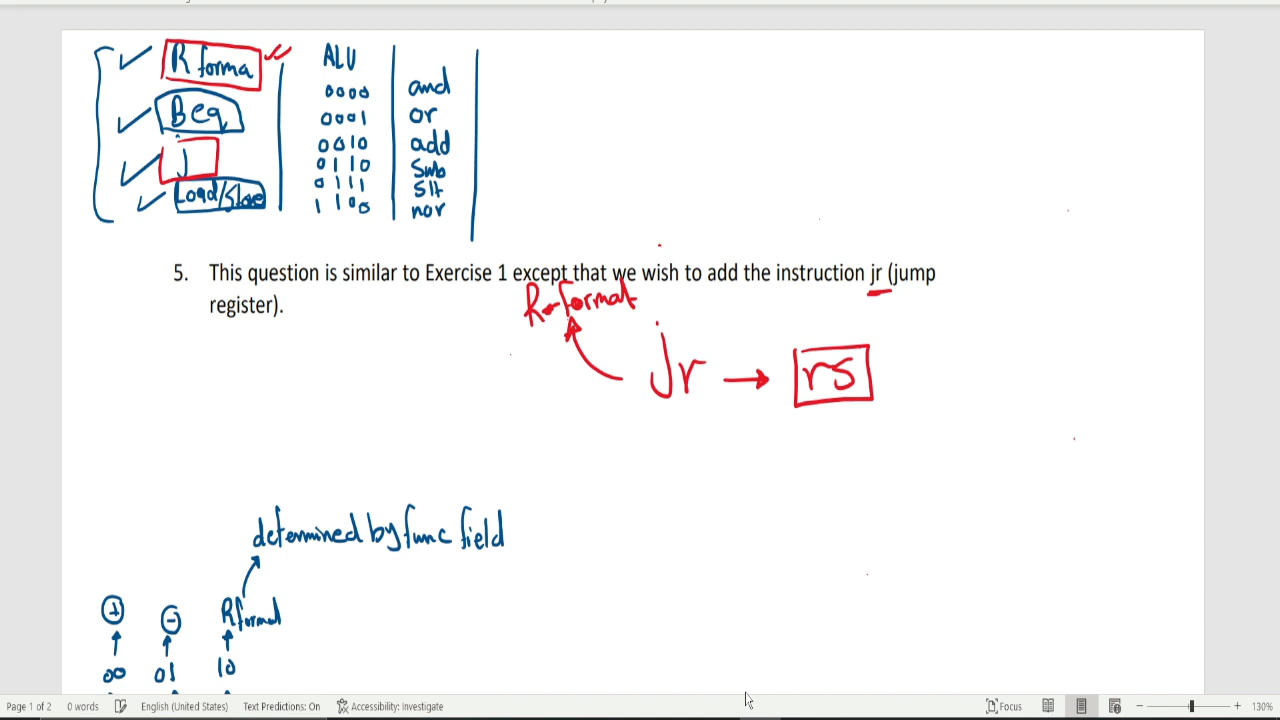 R forma ALU
0000 and
Beq 0001 or
0010 add
j 0110 Sub
0111 Slt
Load/Store 1100 nor
5. This question is similar to Exercise 1 except that we wish to add the instruction jr (jump
register).
R-format
jr → rs
determined by func field
+ - R format
00 01 10
Page 1 of 2 0 words English (United States) Text Predictions: On Accessibility: Investigate Focus 130%